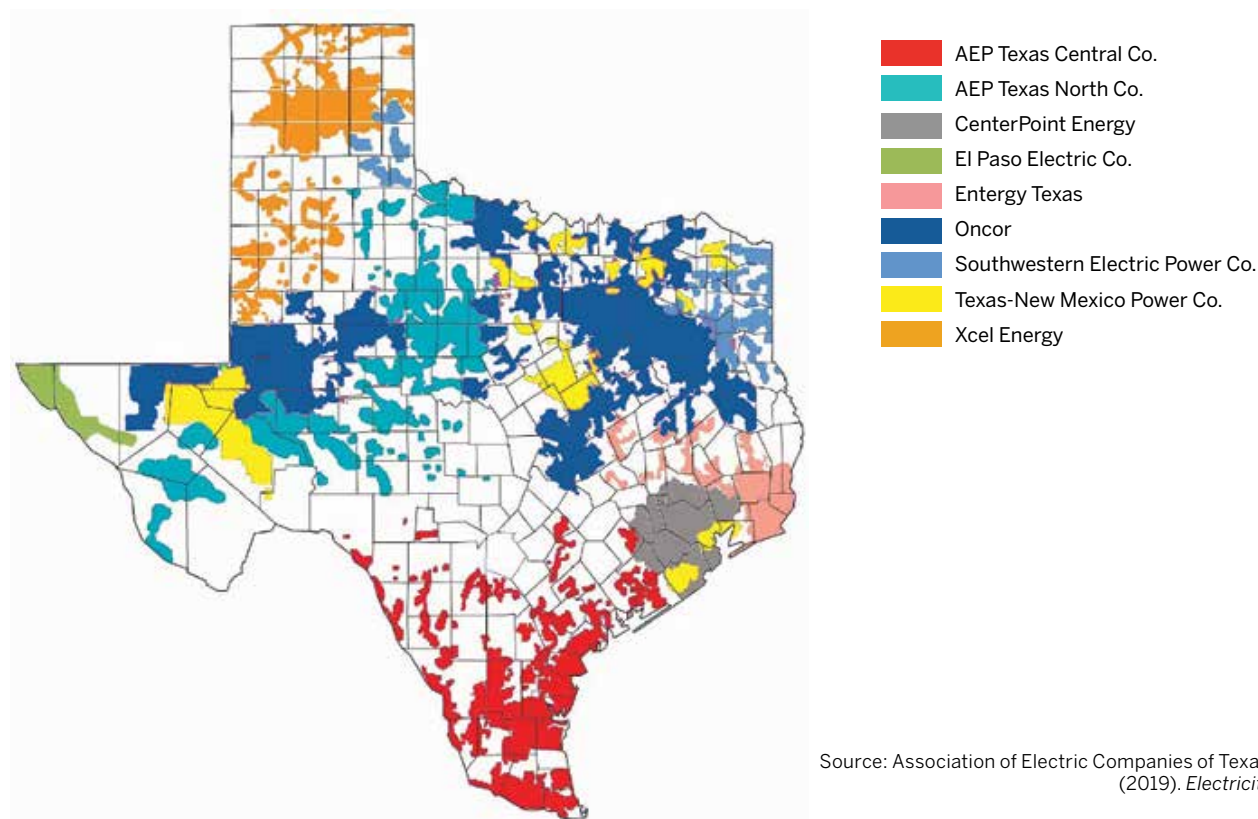 AEP Texas Central Co.
AEP Texas North Co.
CenterPoint Energy
El Paso Electric Co.
Entergy Texas
Oncor
Southwestern Electric Power Co.
Texas-New Mexico Power Co.
Xcel Energy
Source: Association of Electric Companies of Texa
(2019). Electricit